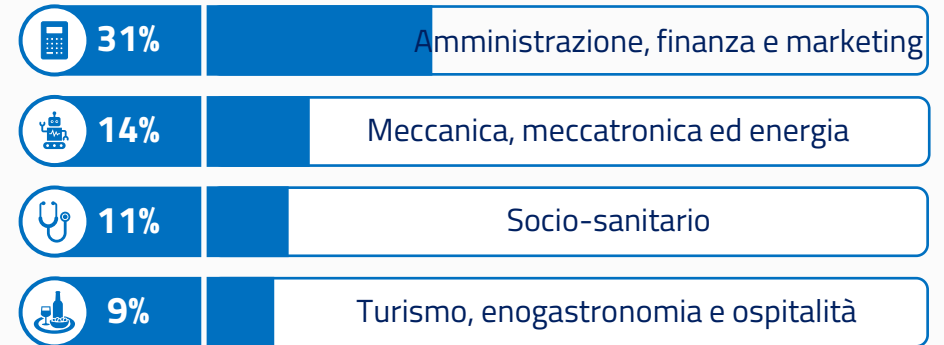 31% Amministrazione, finanza e marketing
14% Meccanica, meccatronica ed energia
11% Socio-sanitario
9% Turismo, enogastronomia e ospitalità